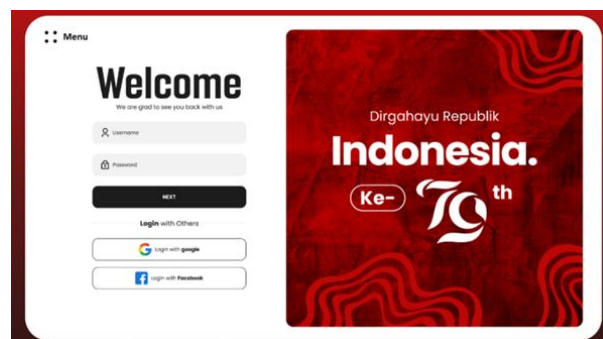 Menu
Welcome
We are glad to see you back with us
Username
Password
NEXT
Login with Others
Login with google
Login with Facebook
Dirgahayu Republik
Indonesia.
Ke- 79 th